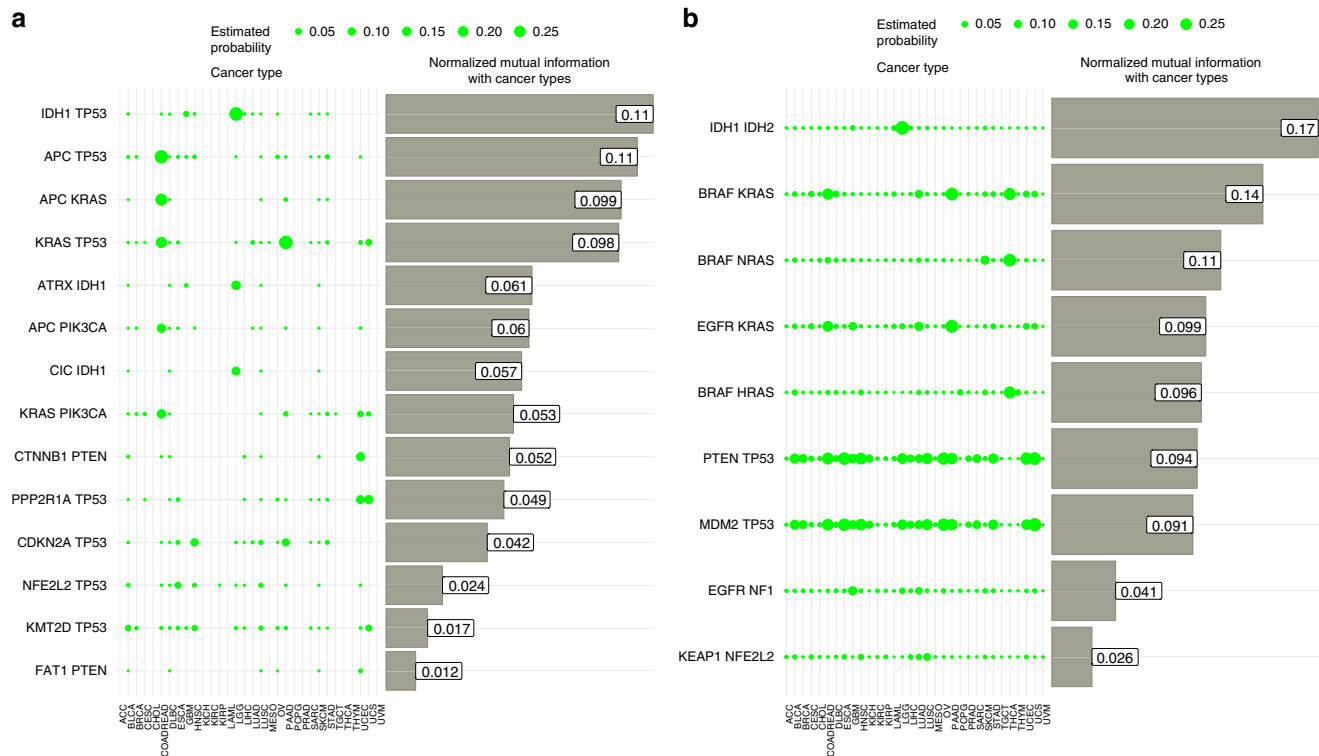 a
Estimated
probability
0.05 0.10 0.15 0.20 0.25
Cancer type
Normalized mutual information
with cancer types
IDH1 TP53 0.11
APC TP53 0.11
APC KRAS 0.099
KRAS TP53 0.098
ATRX IDH1 0.061
APC PIK3CA 0.06
CIC IDH1 0.057
KRAS PIK3CA 0.053
CTNNB1 PTEN 0.052
PPP2R1A TP53 0.049
CDKN2A TP53 0.042
NFE2L2 TP53 0.024
KMT2D TP53 0.017
FAT1 PTEN 0.012
ACC
BLCA
BRCA
CESC
CHOL
COADREAD
DLBC
ESCA
GBM
HNSC
KICH
KIRC
KIRP
LAML
LGG
LIHC
LUAD
LUSC
MESO
OV
PAAD
PCPG
PRAD
SARC
SKCM
STAD
TGCT
THCA
THYM
UCEC
UCS
UVM
b
Estimated
probability
0.05 0.10 0.15 0.20 0.25
Cancer type
Normalized mutual information
with cancer types
IDH1 IDH2 0.17
BRAF KRAS 0.14
BRAF NRAS 0.11
EGFR KRAS 0.099
BRAF HRAS 0.096
PTEN TP53 0.094
MDM2 TP53 0.091
EGFR NF1 0.041
KEAP1 NFE2L2 0.026
ACC
BLCA
BRCA
CESC
CHOL
COADREAD
DLBC
ESCA
GBM
HNSC
KICH
KIRC
KIRP
LAML
LGG
LIHC
LUAD
LUSC
MESO
OV
PAAD
PCPG
PRAD
SARC
SKCM
STAD
TGCT
THCA
THYM
UCEC
UCS
UVM